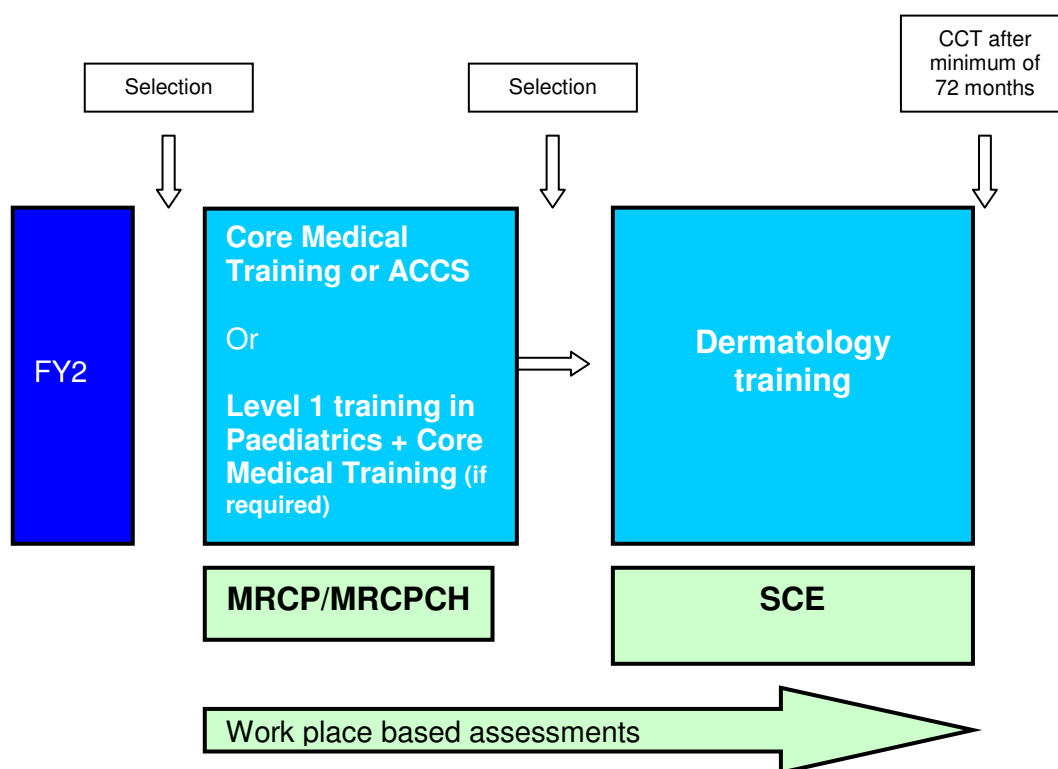 Selection
Selection
CCT after
minimum of
72 months
FY2
Core Medical
Training or ACCS
Or
Level 1 training in
Paediatrics + Core
Medical Training (if
required)
Dermatology
training
MRCP/MRCPCH
SCE
Work place based assessments